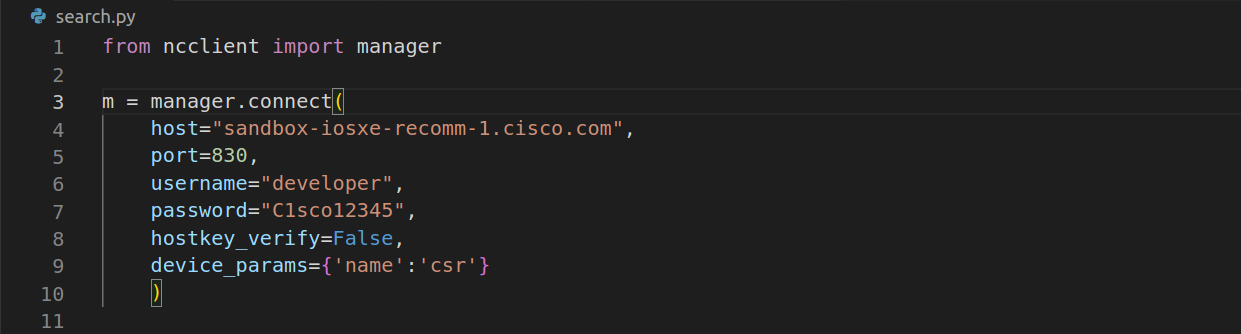 search.py
1 from ncclient import manager
2
3 m = manager.connect(
4     host="sandbox-iosxe-recomm-1.cisco.com",
5     port=830,
6     username="developer",
7     password="C1sco12345",
8     hostkey_verify=False,
9     device_params={'name':'csr'}
10     )
11